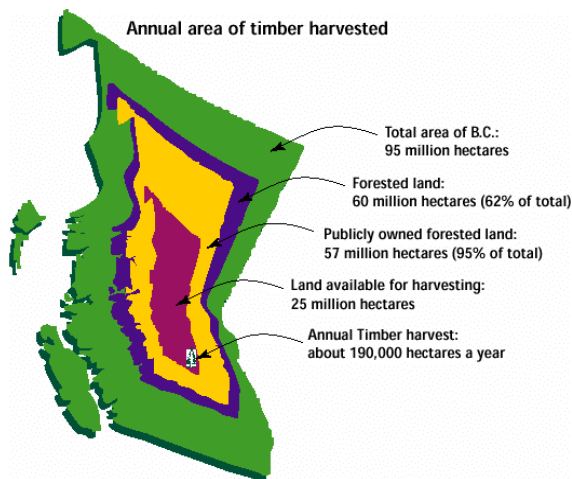 Annual area of timber harvested
Total area of B.C.:
95 million hectares
Forested land:
60 million hectares (62% of total)
Publicly owned forested land:
57 million hectares (95% of total)
Land available for harvesting:
25 million hectares
Annual Timber harvest:
about 190,000 hectares a year